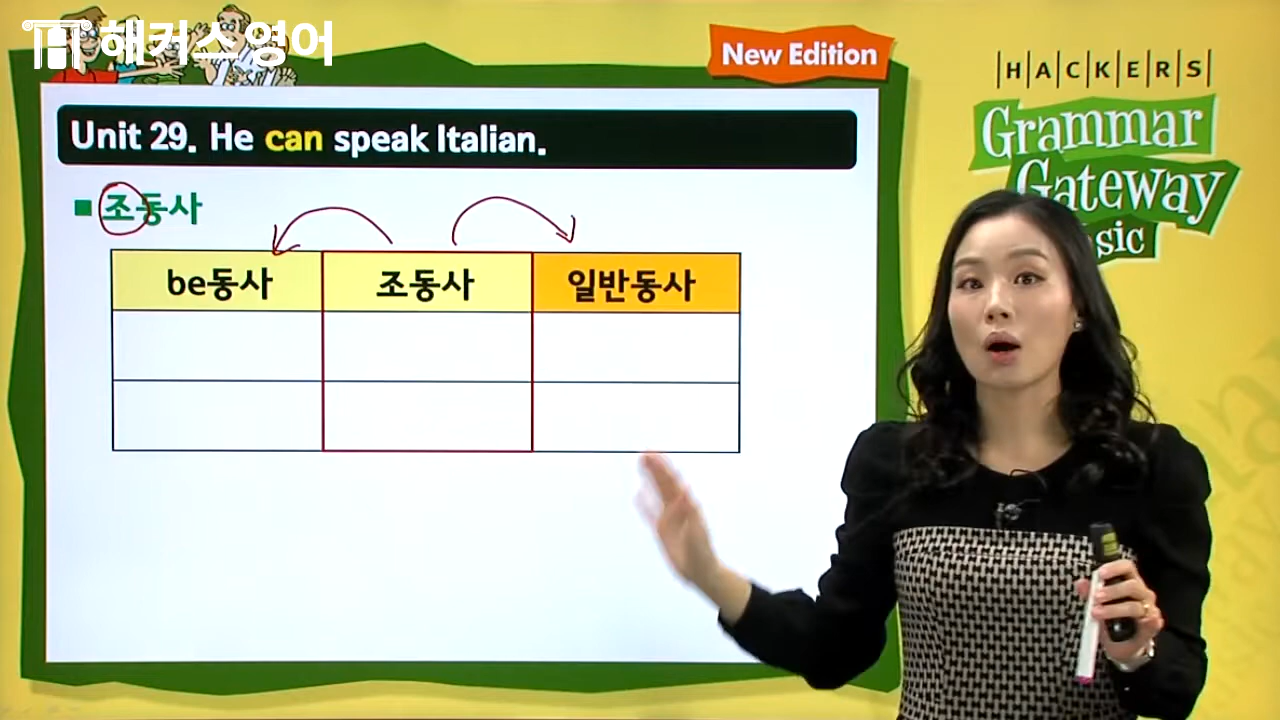 해커스 영어
New Edition
HACKERS
Grammar
Gateway
Unit 29. He can speak Italian.
조동사
be동사 조동사 일반동사